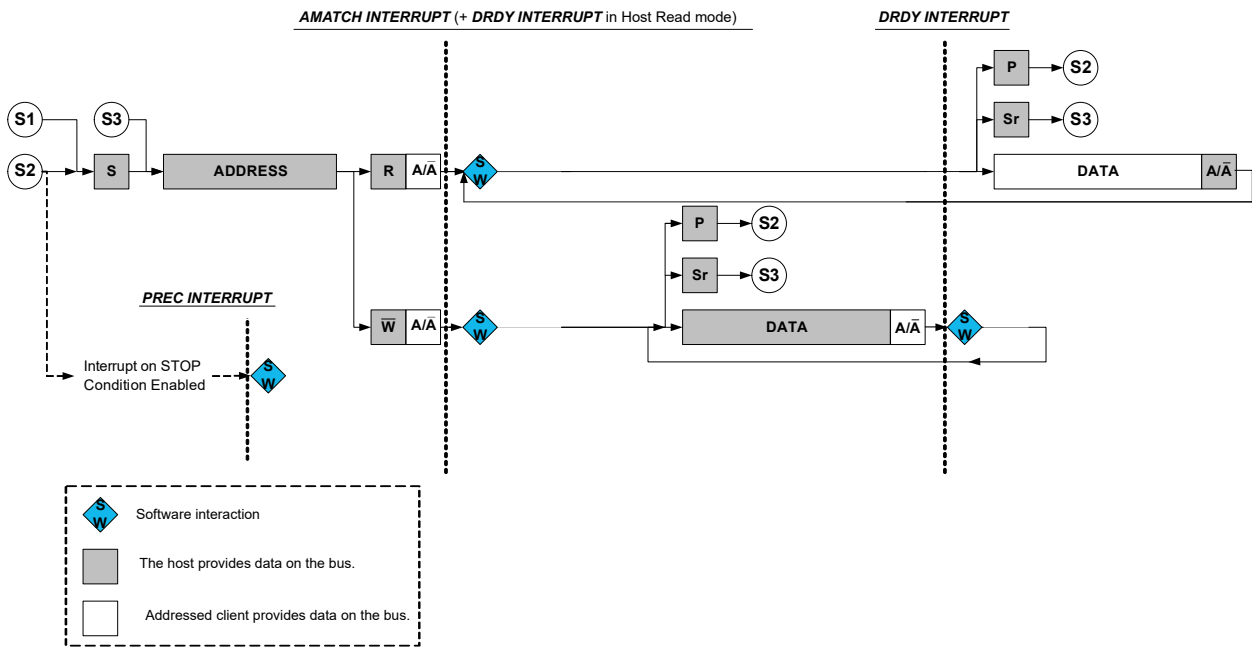 AMATCH INTERRUPT (+ DRDY INTERRUPT in Host Read mode)
DRDY INTERRUPT
P
S2
S1
S3
Sr
S3
S2
S
ADDRESS
R
A/A̅
S
W
DATA
A/A̅
P
S2
Sr
S3
PREC INTERRUPT
W̅
A/A̅
S
W
DATA
A/A̅
S
W
Interrupt on STOP
Condition Enabled
S
W
S
W
Software interaction
The host provides data on the bus.
Addressed client provides data on the bus.